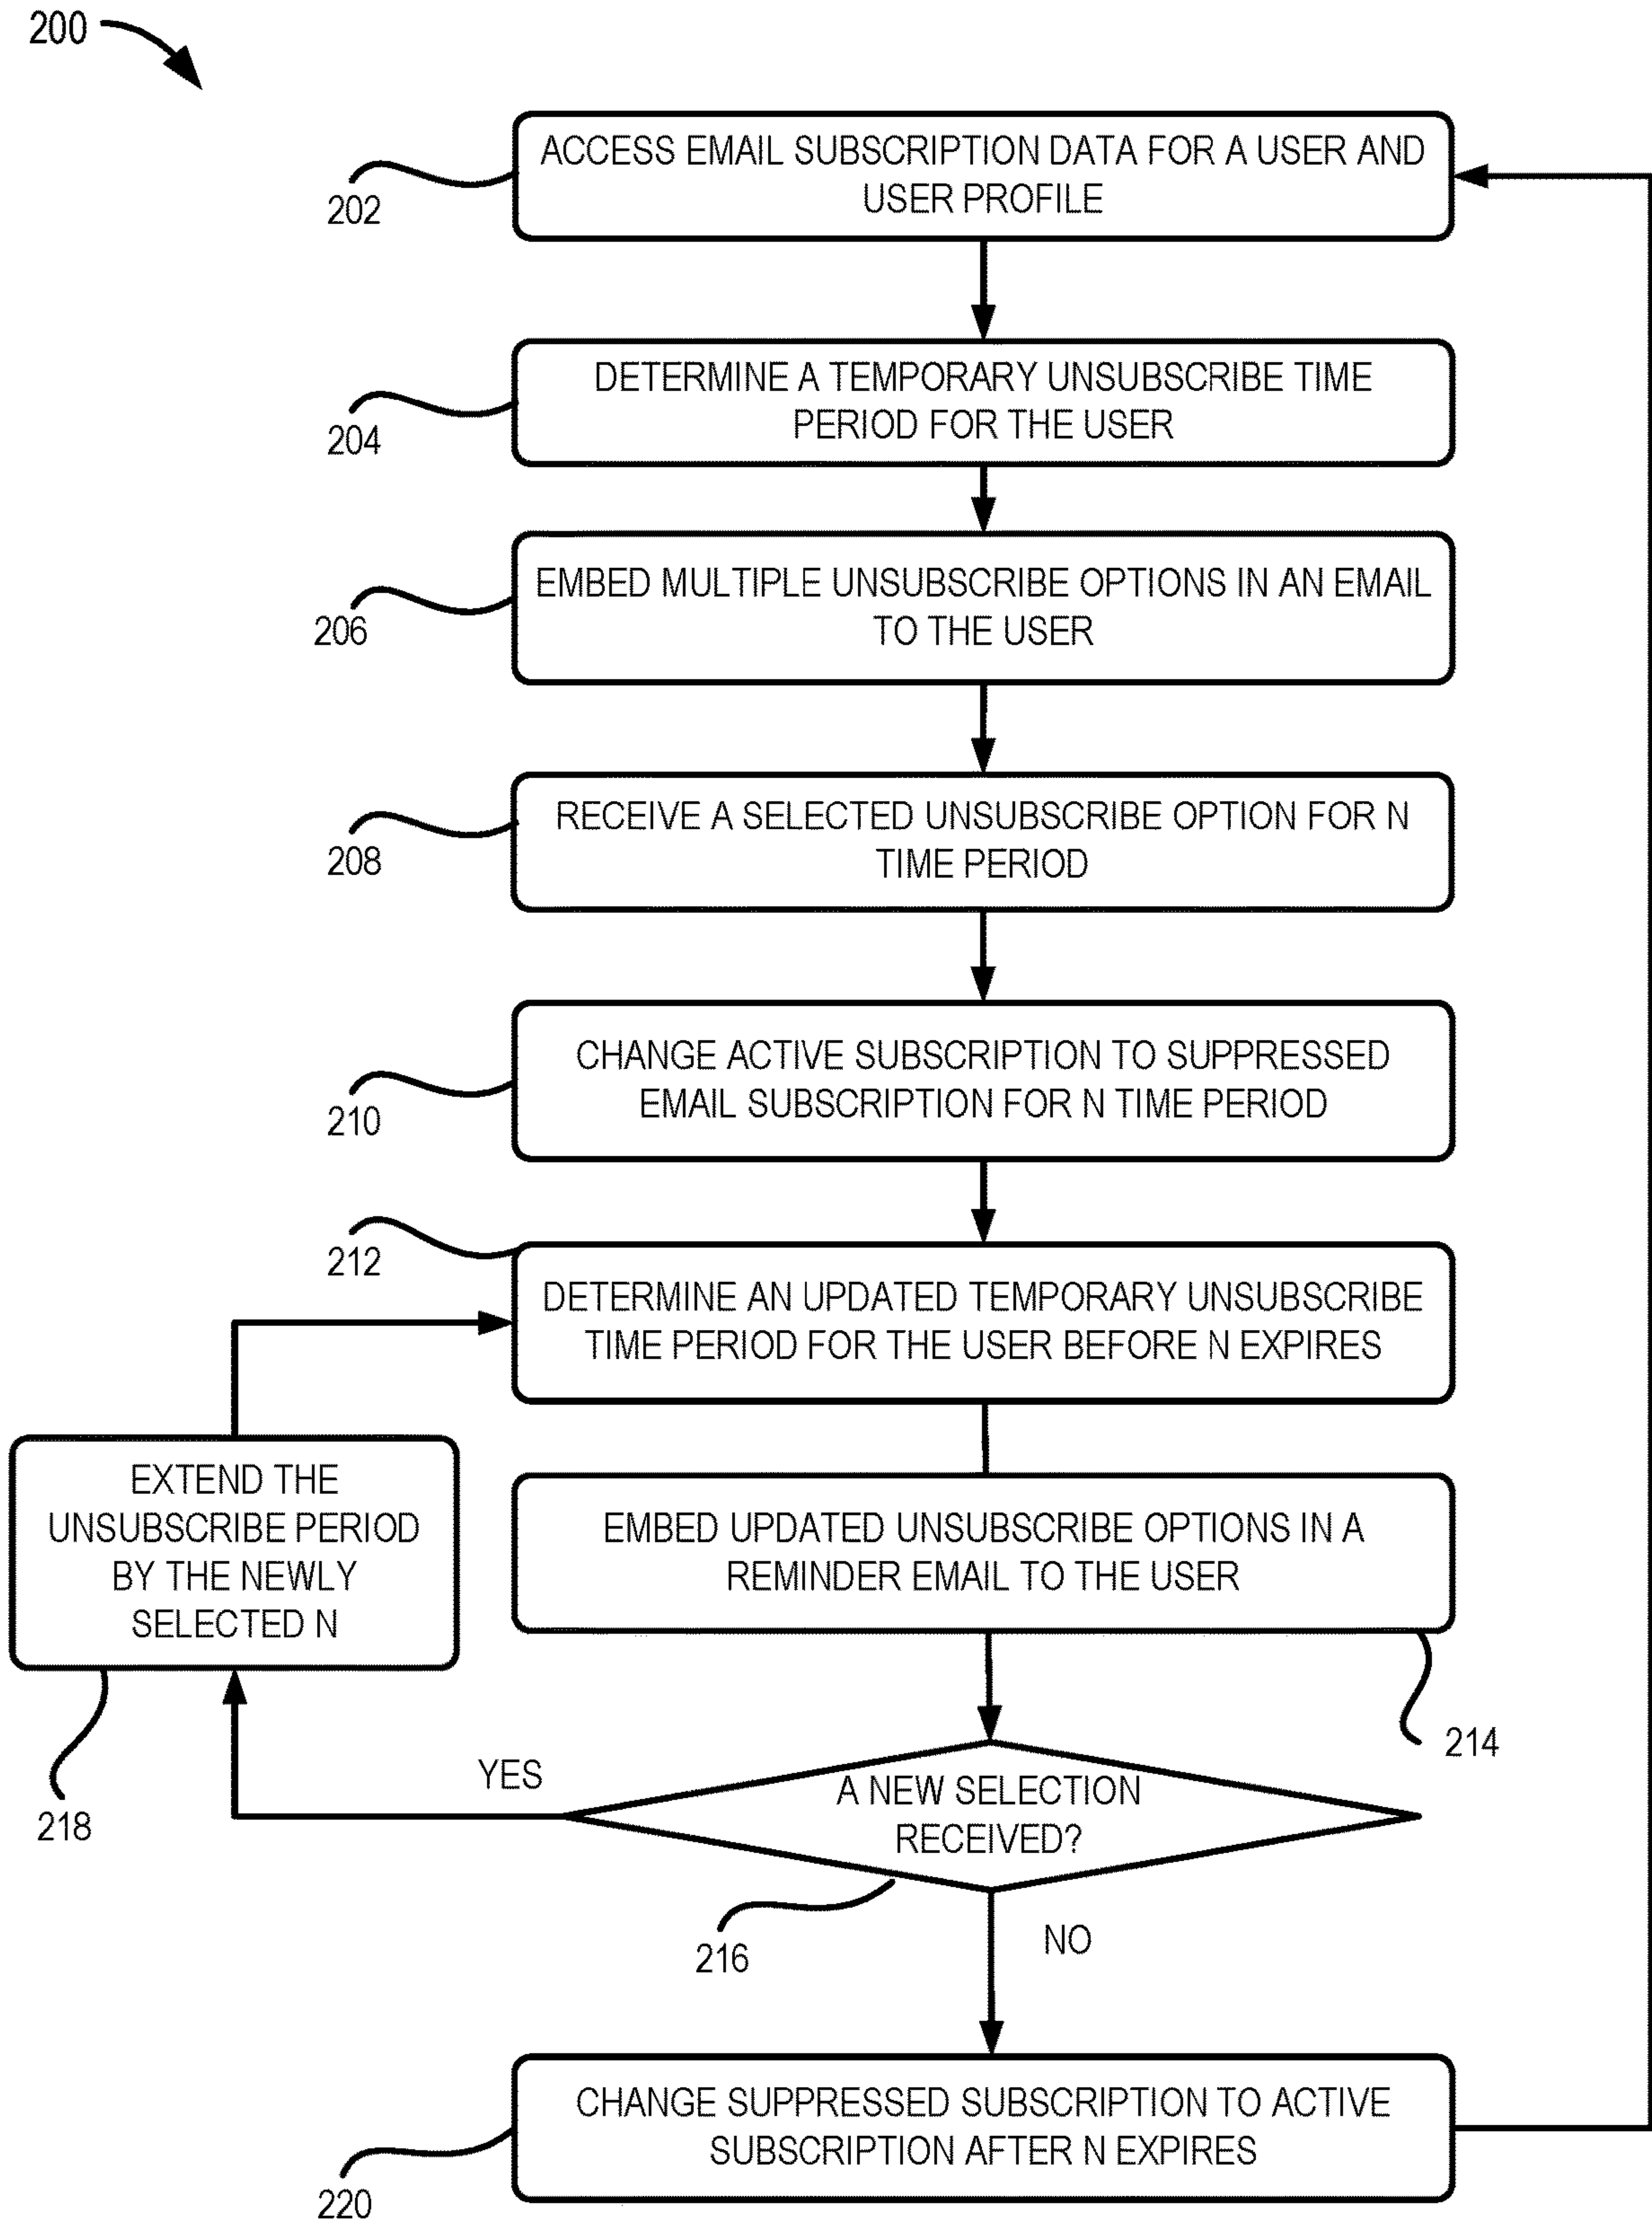 200
ACCESS EMAIL SUBSCRIPTION DATA FOR A USER AND
USER PROFILE
202
DETERMINE A TEMPORARY UNSUBSCRIBE TIME
PERIOD FOR THE USER
204
EMBED MULTIPLE UNSUBSCRIBE OPTIONS IN AN EMAIL
TO THE USER
206
RECEIVE A SELECTED UNSUBSCRIBE OPTION FOR N
TIME PERIOD
208
CHANGE ACTIVE SUBSCRIPTION TO SUPPRESSED
EMAIL SUBSCRIPTION FOR N TIME PERIOD
210
212
DETERMINE AN UPDATED TEMPORARY UNSUBSCRIBE
TIME PERIOD FOR THE USER BEFORE N EXPIRES
EXTEND THE
UNSUBSCRIBE PERIOD
BY THE NEWLY
SELECTED N
EMBED UPDATED UNSUBSCRIBE OPTIONS IN A
REMINDER EMAIL TO THE USER
214
YES
A NEW SELECTION
RECEIVED?
218
216
NO
CHANGE SUPPRESSED SUBSCRIPTION TO ACTIVE
SUBSCRIPTION AFTER N EXPIRES
220